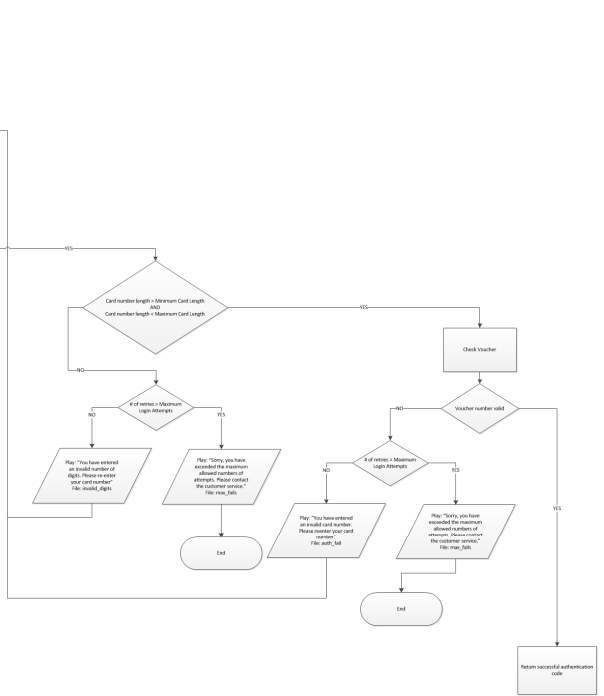 YES
Card number length > Minimum Card Length
AND
Card number length < Maximum Card Length
YES
Check Voucher
NO
# of retries > Maximum
Login Attempts
NO
YES
Voucher number valid
NO
# of retries > Maximum
Login Attempts
NO
YES
YES
Play: "You have entered
an invalid number of
digits. Please re-enter
your card number"
File: invalid_digits
Play: "Sorry, you have
exceeded the maximum
allowed numbers of
attempts. Please contact
the customer service."
File: max_fails
Play: "You have entered
an invalid card number.
Please reenter your card
number"
File: auth_fail
Play: "Sorry, you have
exceeded the maximum
allowed numbers of
attempts. Please contact
the customer service."
File: max_fails
End
End
Return successful authentication
code